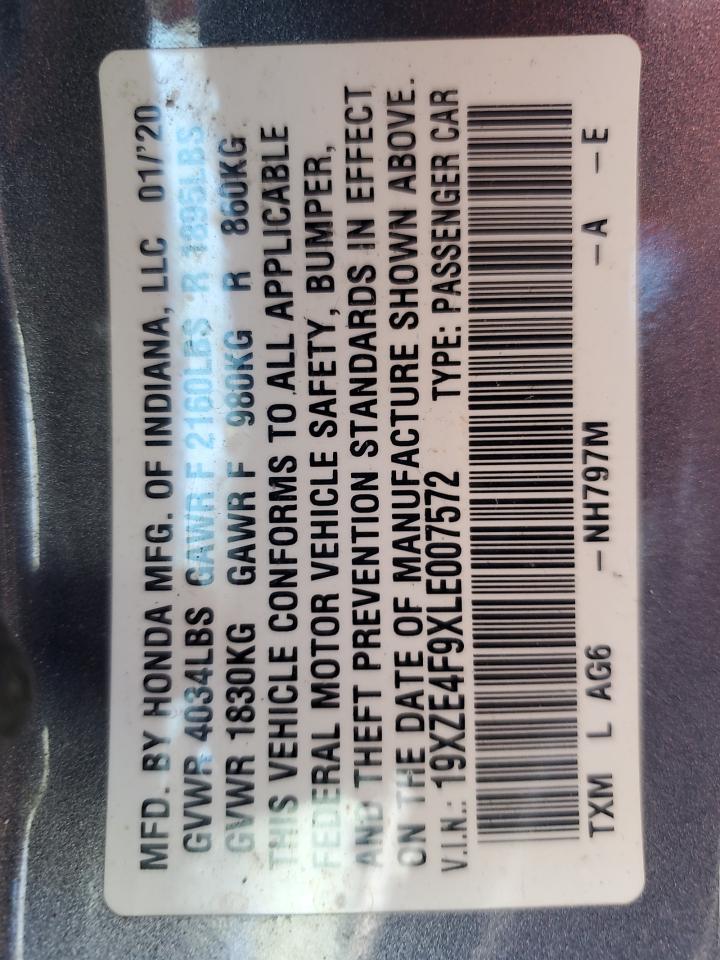 MFD. BY HONDA MFG. OF INDIANA, LLC 01/'20
GVWR 4034LBS GAWR F 2160LBS R 1895LBS
GVWR 1830KG GAWR F 980KG R 860KG
THIS VEHICLE CONFORMS TO ALL APPLICABLE
FEDERAL MOTOR VEHICLE SAFETY, BUMPER,
AND THEFT PREVENTION STANDARDS IN EFFECT
ON THE DATE OF MANUFACTURE SHOWN ABOVE.
V.I.N.: 19XZE4F9XLE007572 TYPE: PASSENGER CAR
TXM L AG6 -NH797M -A -E